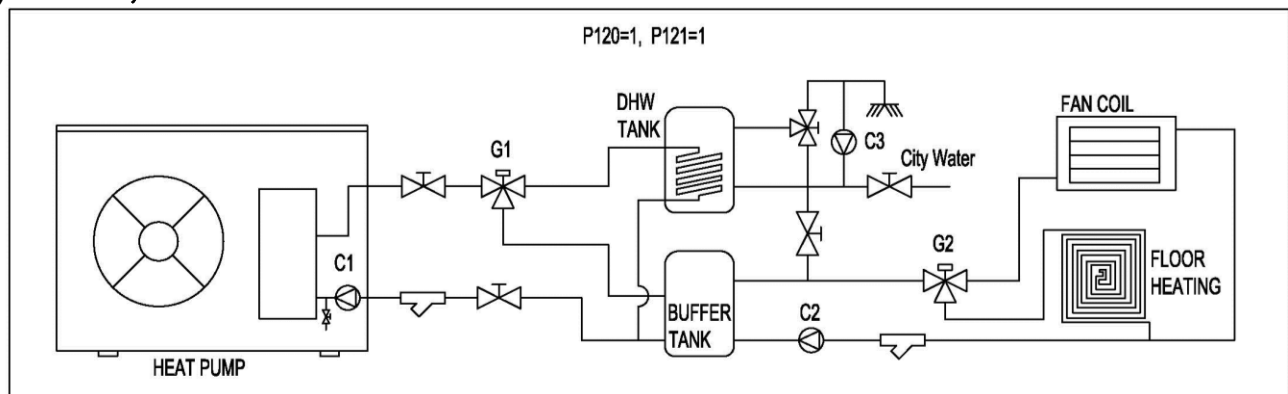 P120=1, P121=1
DHW
TANK
FAN COIL
G1
C3
City Water
C1
G2
FLOOR
HEATING
BUFFER
TANK
C2
HEAT PUMP